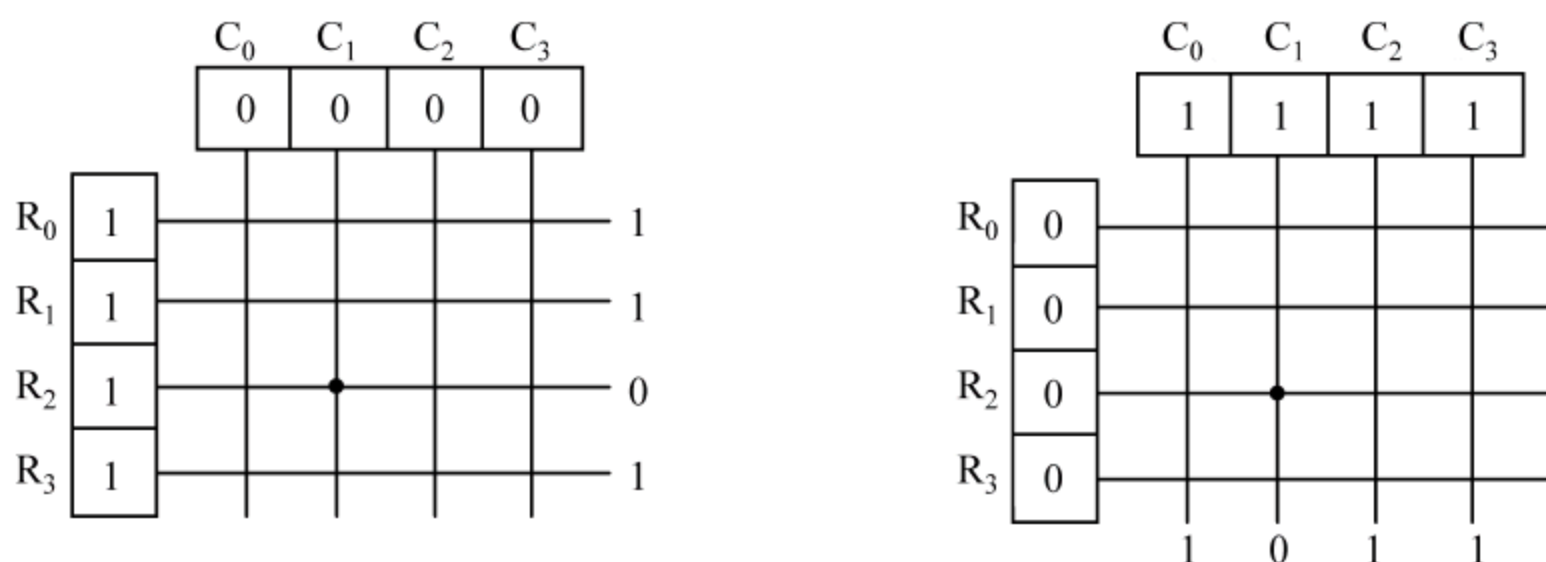 C₀ C₁ C₂ C₃
0 0 0 0
R₀ 1 1
R₁ 1 1
R₂ 1 0
R₃ 1 1
C₀ C₁ C₂ C₃
1 1 1 1
R₀ 0
R₁ 0
R₂ 0
R₃ 0
1 0 1 1